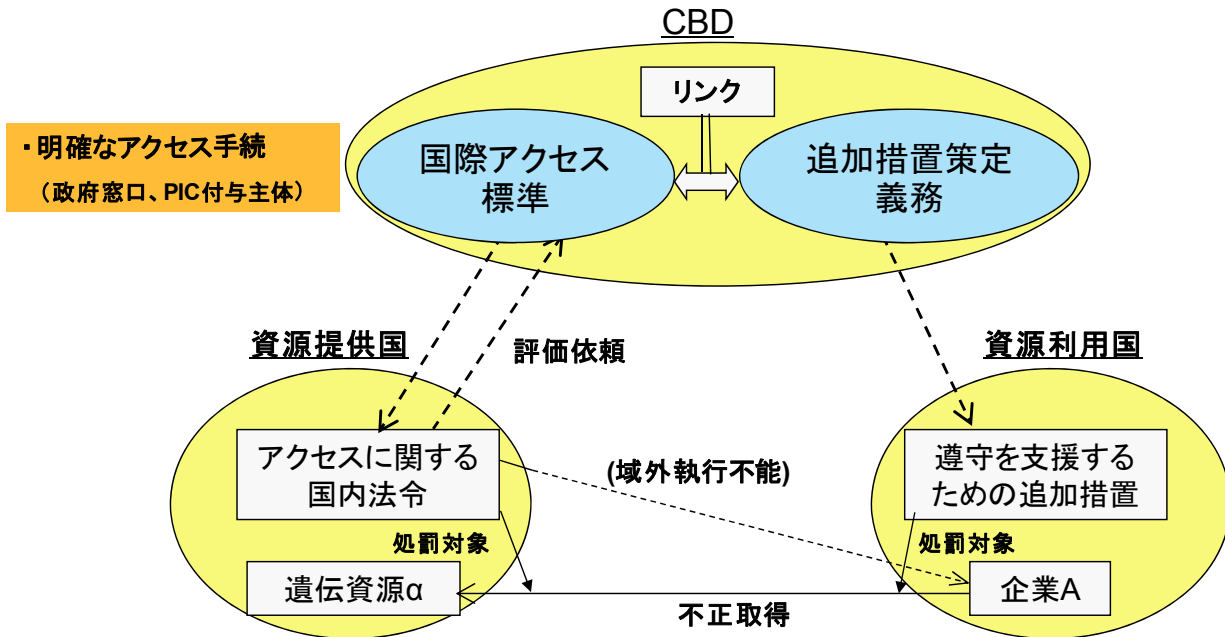 CBD
リンク
・明確なアクセス手続
（政府窓口、PIC付与主体）
国際アクセス
標準
追加措置策定
義務
資源提供国
評価依頼
資源利用国
アクセスに関する
国内法令
(域外執行不能)
遵守を支援する
ための追加措置
処罰対象
処罰対象
遺伝資源α
不正取得
企業A